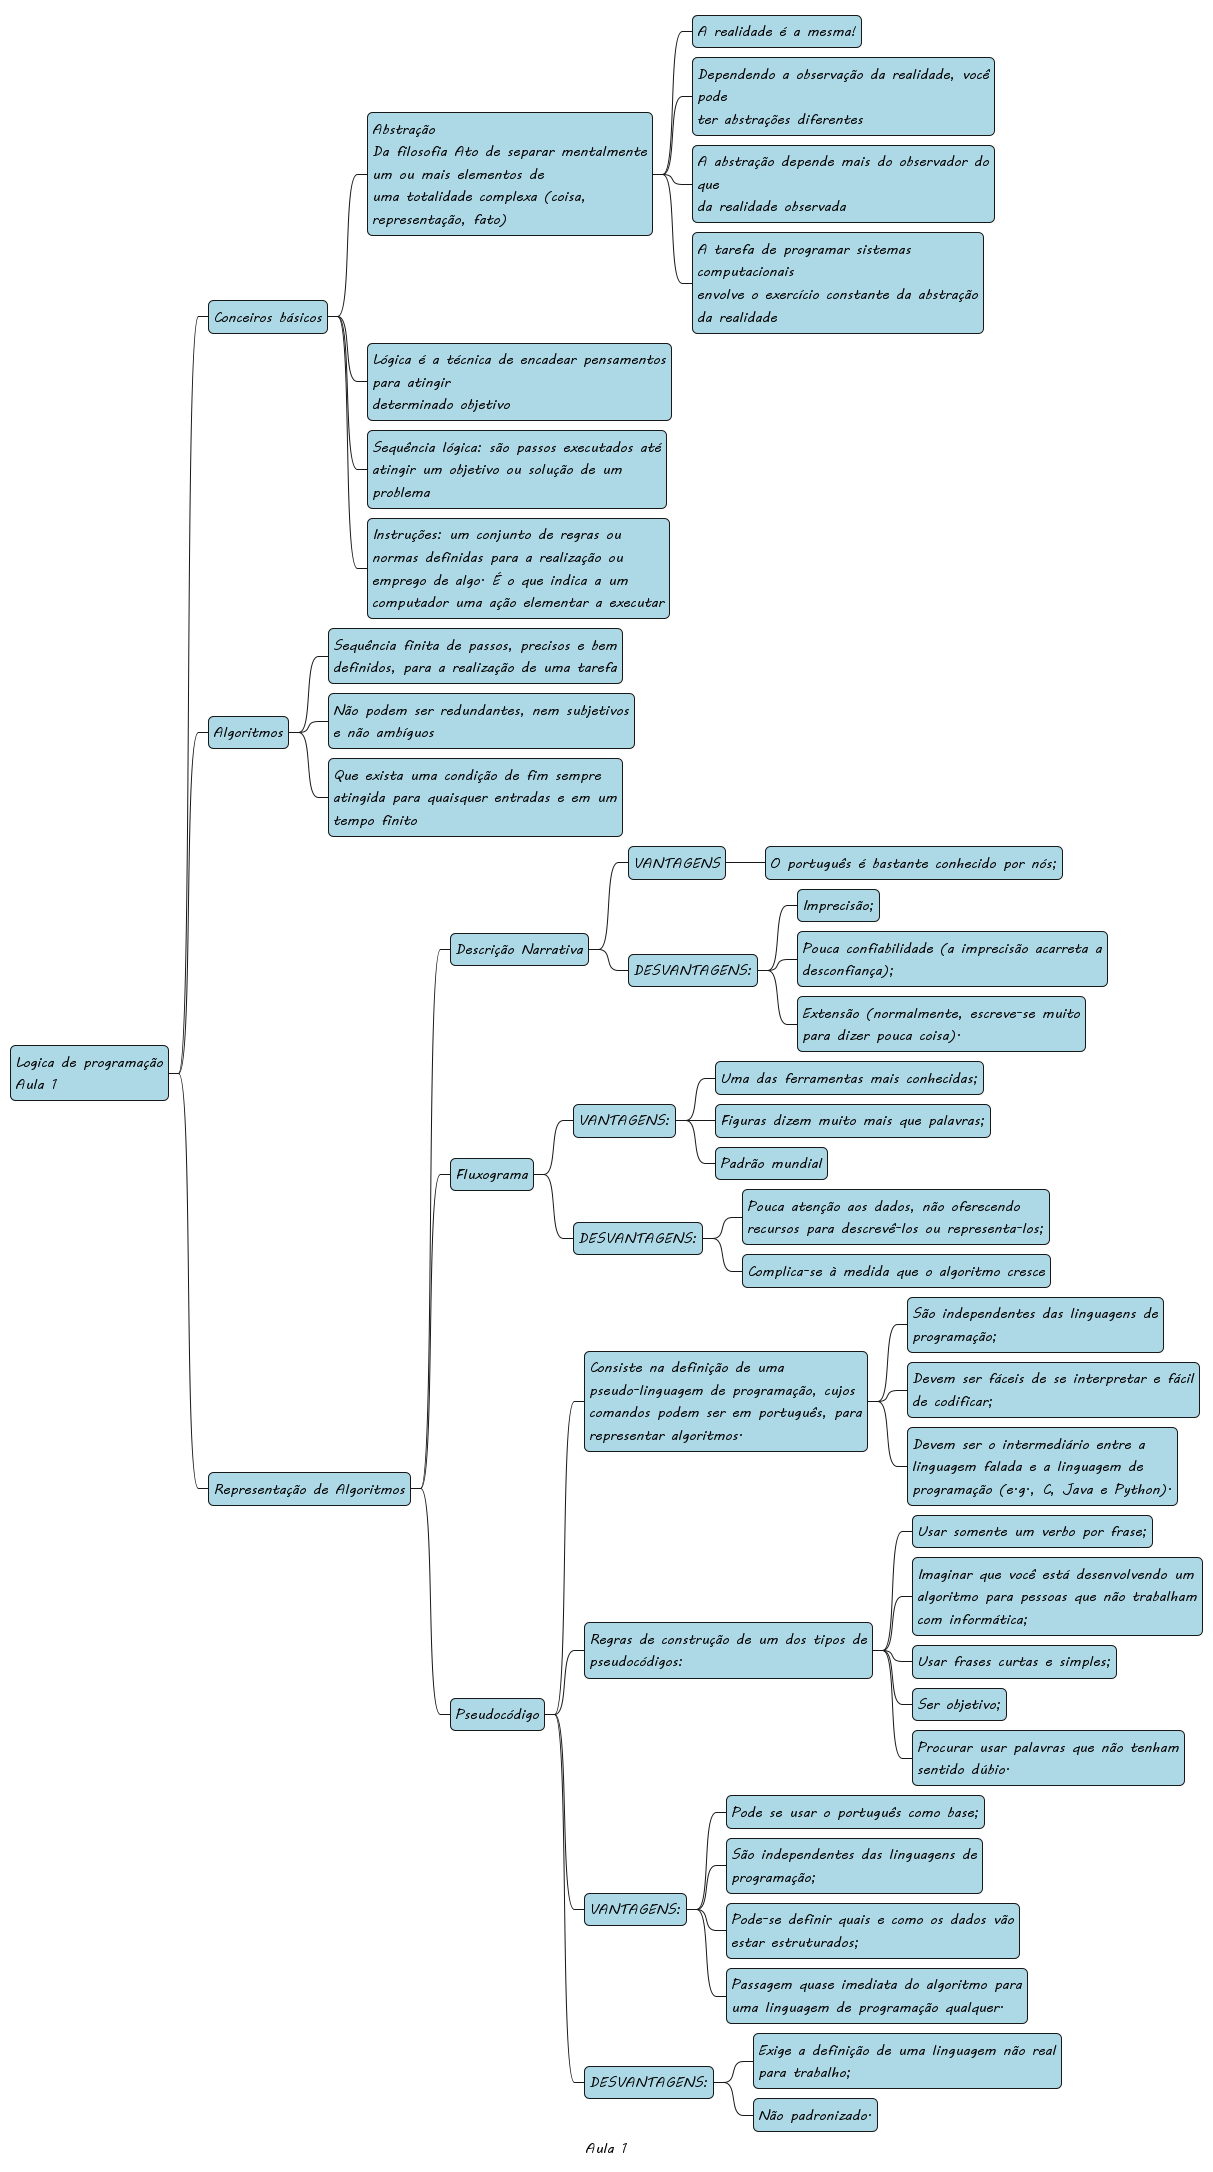 A realidade é a mesma!
Dependendo a observação da realidade, você
pode
ter abstrações diferentes
Abstração
Da filosofia Ato de separar mentalmente
um ou mais elementos de
uma totalidade complexa (coisa,
representação, fato)
A abstração depende mais do observador do
que
da realidade observada
A tarefa de programar sistemas
computacionais
envolve o exercício constante da abstração
da realidade
Conceiros básicos
Lógica é a técnica de encadear pensamentos
para atingir
determinado objetivo
Sequência lógica: são passos executados até
atingir um objetivo ou solução de um
problema
Instruções: um conjunto de regras ou
normas definidas para a realização ou
emprego de algo. É o que indica a um
computador uma ação elementar a executar
Sequência finita de passos, precisos e bem
definidos, para a realização de uma tarefa
Algoritmos
Não podem ser redundantes, nem subjetivos
e não ambíguos
Que exista uma condição de fim sempre
atingida para quaisquer entradas e em um
tempo finito
VANTAGENS
O português é bastante conhecido por nós;
Descrição Narrativa
Imprecisão;
DESVANTAGENS:
Pouca confiabilidade (a imprecisão acarreta a
desconfiança);
Extensão (normalmente, escreve-se muito
para dizer pouca coisa).
Logica de programação
Aula 1
Uma das ferramentas mais conhecidas;
VANTAGENS:
Figuras dizem muito mais que palavras;
Padrão mundial
Fluxograma
Pouca atenção aos dados, não oferecendo
recursos para descrevê-los ou representa-los;
DESVANTAGENS:
Complica-se à medida que o algoritmo cresce
São independentes das linguagens de
programação;
Consiste na definição de uma
pseudo-linguagem de programação, cujos
comandos podem ser em português, para
representar algoritmos.
Devem ser fáceis de se interpretar e fácil
de codificar;
Devem ser o intermediário entre a
linguagem falada e a linguagem de
programação (e.g., C, Java e Python).
Representação de Algoritmos
Usar somente um verbo por frase;
Imaginar que você está desenvolvendo um
algoritmo para pessoas que não trabalham
com informática;
Regras de construção de um dos tipos de
pseudocódigos:
Usar frases curtas e simples;
Ser objetivo;
Procurar usar palavras que não tenham
sentido dúbio.
Pseudocódigo
Pode se usar o português como base;
São independentes das linguagens de
programação;
VANTAGENS:
Pode-se definir quais e como os dados vão
estar estruturados;
Passagem quase imediata do algoritmo para
uma linguagem de programação qualquer.
Exige a definição de uma linguagem não real
para trabalho;
DESVANTAGENS:
Não padronizado.
Aula 1